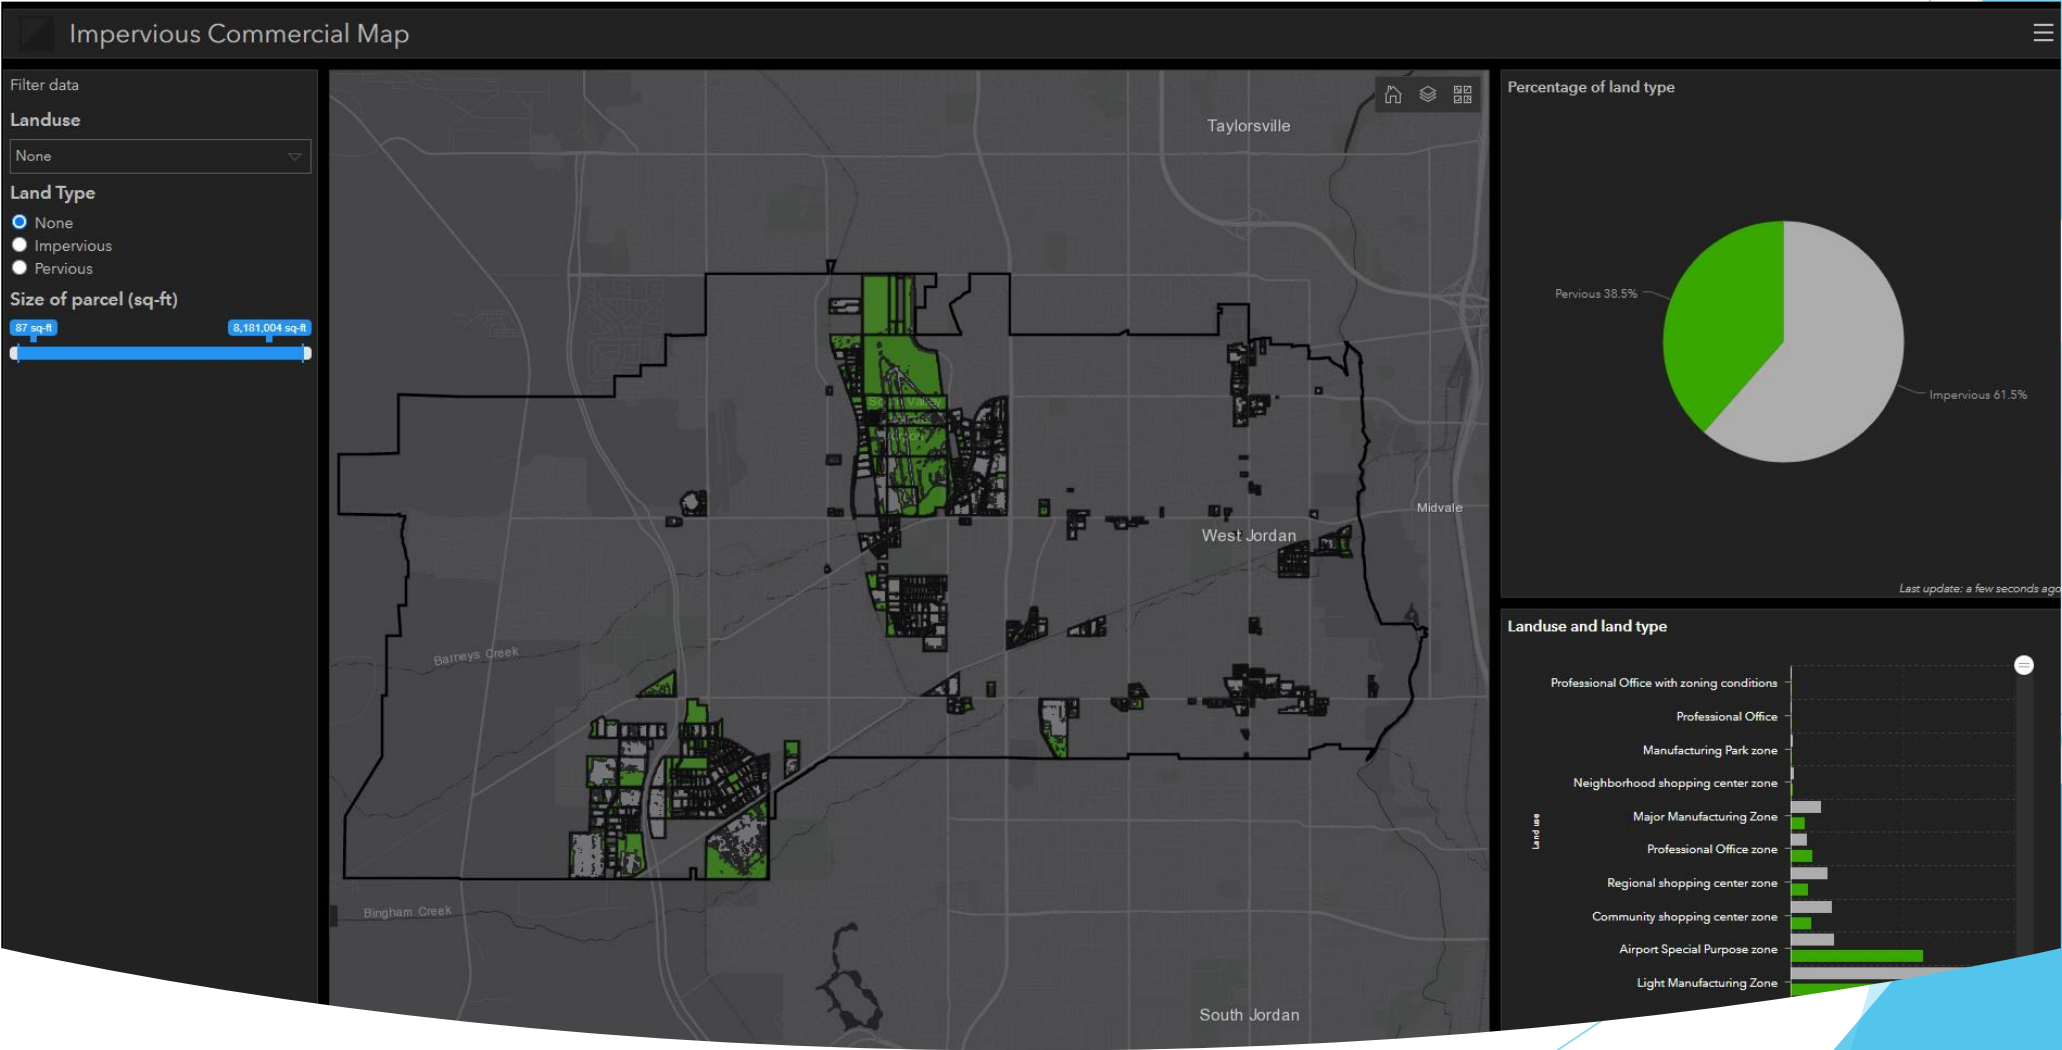 Impervious Commercial Map
Filter data
Landuse
None
Land Type
None
Impervious
Pervious
Size of parcel (sq-ft)
87 sq-ft
8,181,004 sq-ft
Taylorsville
South Valley
Midvale
West Jordan
Barneys Creek
Bingham Creek
South Jordan
Percentage of land type
Pervious 38.5%
Impervious 61.5%
Last update: a few seconds ago
Landuse and land type
Land use
Professional Office with zoning conditions
Professional Office
Manufacturing Park zone
Neighborhood shopping center zone
Major Manufacturing Zone
Professional Office zone
Regional shopping center zone
Community shopping center zone
Airport Special Purpose zone
Light Manufacturing Zone